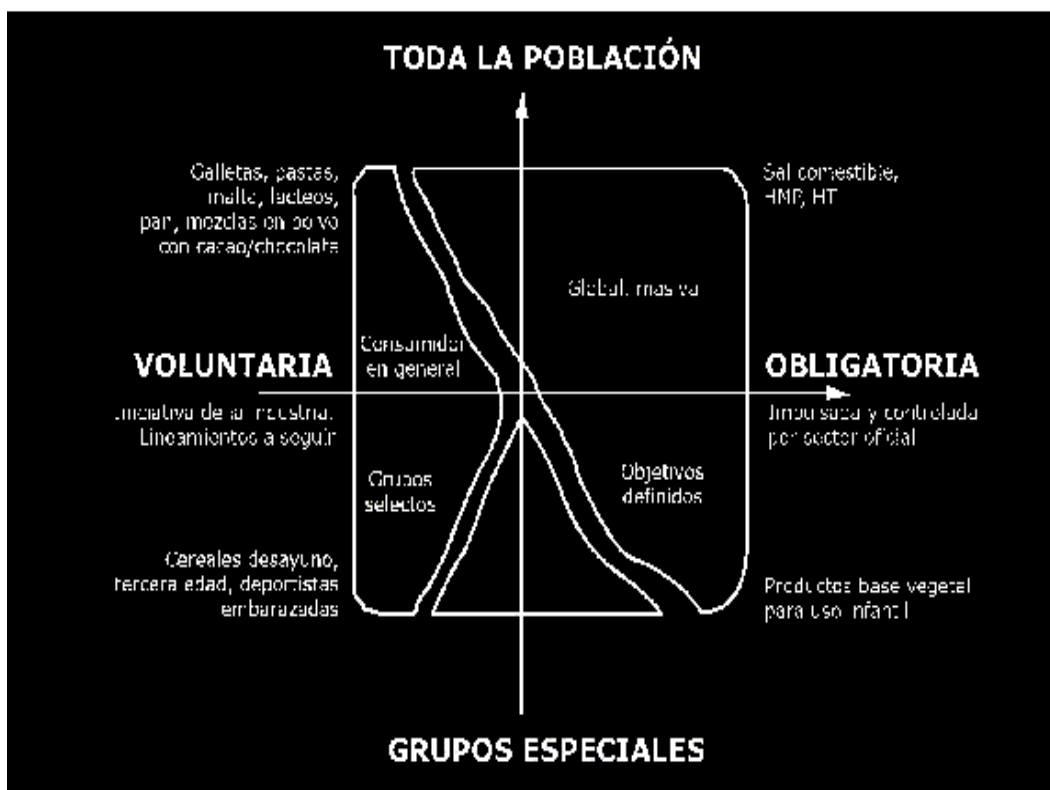 TODA LA POBLACIÓN
Galletas, pastas,
malta, lacteos,
pan, mezclas en polvo
con cacao/chocolate
Sal comestible,
HMP, HT
Global, masiva
Consumidor
en general
VOLUNTARIA
OBLIGATORIA
Iniciativa de la industria.
Lineamientos a seguir
Impulsada y controlada
por sector oficial
Grupos
selectos
Objetivos
definidos
Cereales desayuno,
tercera edad, deportistas
embarazadas
Productos base vegetal
para uso infantil
GRUPOS ESPECIALES